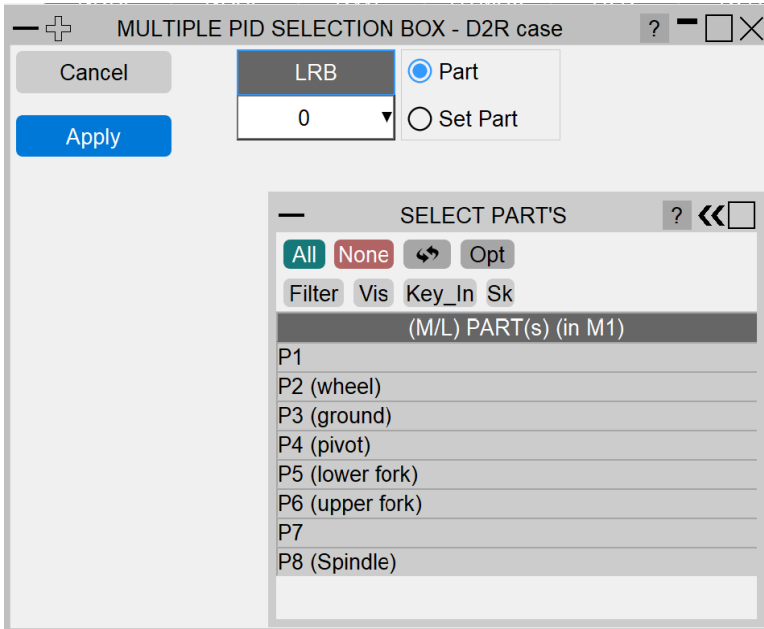 MULTIPLE PID SELECTION BOX - D2R case ?
Cancel LRB Part
Apply 0 Set Part
SELECT PART'S ?
All None Opt
Filter Vis Key_In Sk
(M/L) PART(s) (in M1)
P1
P2 (wheel)
P3 (ground)
P4 (pivot)
P5 (lower fork)
P6 (upper fork)
P7
P8 (Spindle)